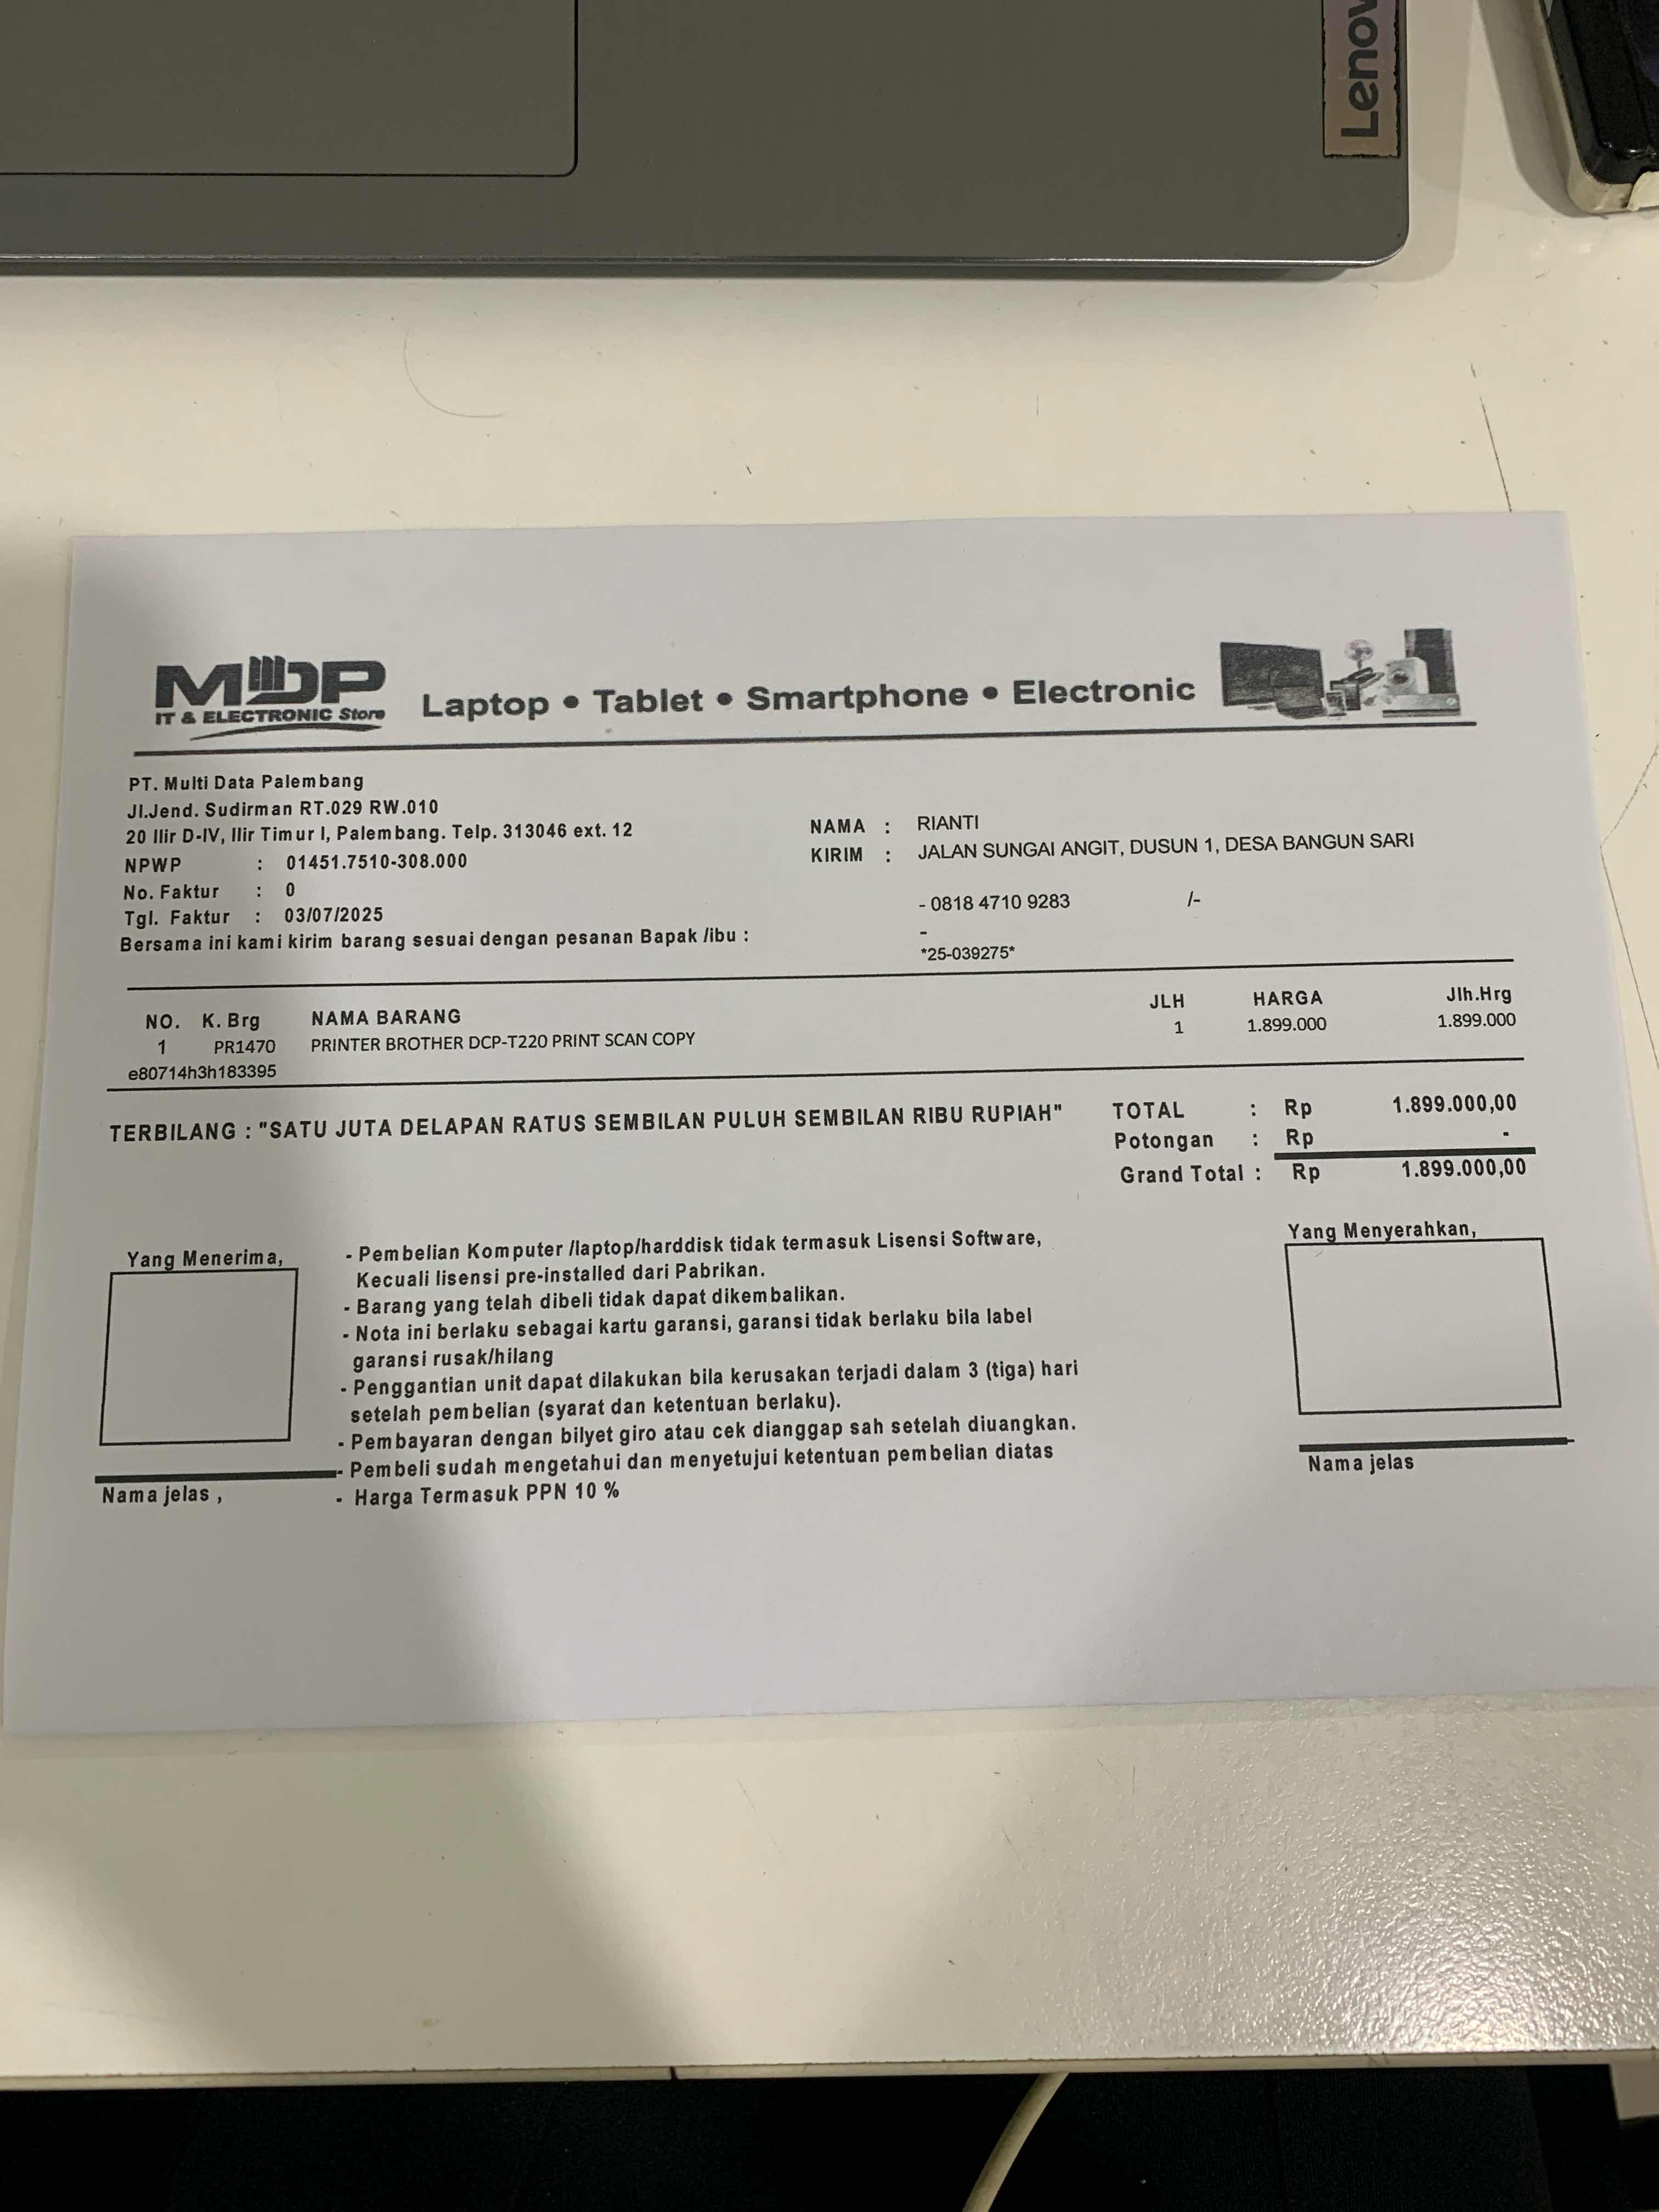 Lenov
MDP
IT & ELECTRONIC Store
Laptop • Tablet • Smartphone • Electronic
PT. Multi Data Palembang
Jl.Jend. Sudirman RT.029 RW.010
20 Ilir D-IV, Ilir Timur I, Palembang. Telp. 313046 ext. 12
NPWP : 01451.7510-308.000
No. Faktur : 0
Tgl. Faktur : 03/07/2025
Bersama ini kami kirim barang sesuai dengan pesanan Bapak /ibu :
NAMA : RIANTI
KIRIM : JALAN SUNGAI ANGIT, DUSUN 1, DESA BANGUN SARI
- 0818 4710 9283 /-
-
*25-039275*
NO. K. Brg NAMA BARANG JLH HARGA Jlh.Hrg
1 PR1470 PRINTER BROTHER DCP-T220 PRINT SCAN COPY 1 1.899.000 1.899.000
e80714h3h183395
TERBILANG : "SATU JUTA DELAPAN RATUS SEMBILAN PULUH SEMBILAN RIBU RUPIAH"
TOTAL : Rp 1.899.000,00
Potongan : Rp -
Grand Total : Rp 1.899.000,00
Yang Menerima,
Nama jelas ,
- Pembelian Komputer /laptop/harddisk tidak termasuk Lisensi Software,
Kecuali lisensi pre-installed dari Pabrikan.
- Barang yang telah dibeli tidak dapat dikembalikan.
- Nota ini berlaku sebagai kartu garansi, garansi tidak berlaku bila label
garansi rusak/hilang
- Penggantian unit dapat dilakukan bila kerusakan terjadi dalam 3 (tiga) hari
setelah pembelian (syarat dan ketentuan berlaku).
- Pembayaran dengan bilyet giro atau cek dianggap sah setelah diuangkan.
- Pembeli sudah mengetahui dan menyetujui ketentuan pembelian diatas
- Harga Termasuk PPN 10 %
Yang Menyerahkan,
Nama jelas